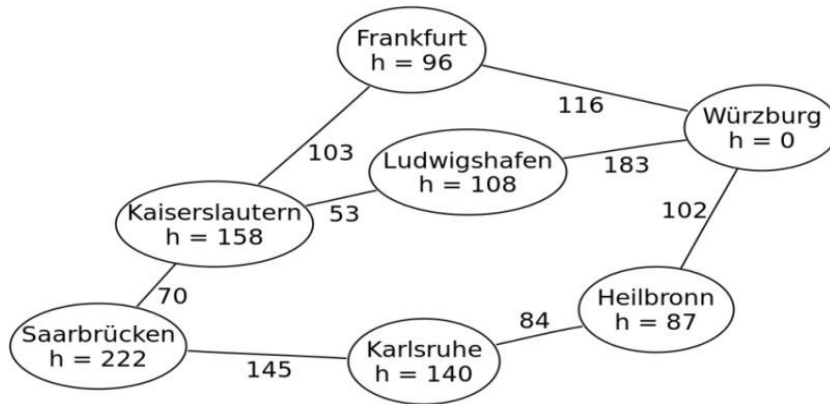 Frankfurt
h = 96
116
Würzburg
h = 0
103
Ludwigshafen
h = 108
183
Kaiserslautern
h = 158
53
102
70
Heilbronn
h = 87
Saarbrücken
h = 222
84
Karlsruhe
h = 140
145